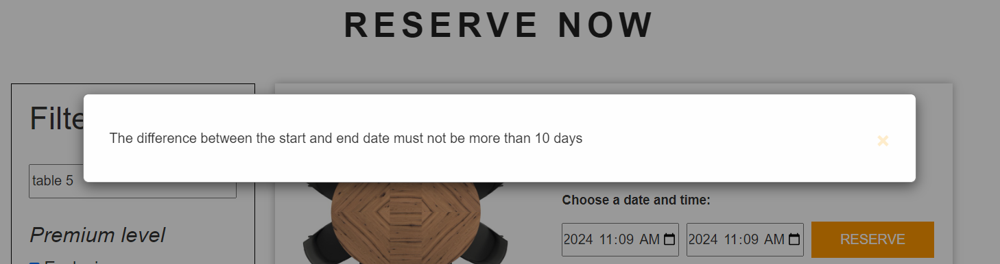 RESERVE NOW
Filte
The difference between the start and end date must not be more than 10 days
×
table 5
Choose a date and time:
Premium level
2024 11:09 AM 2024 11:09 AM RESERVE